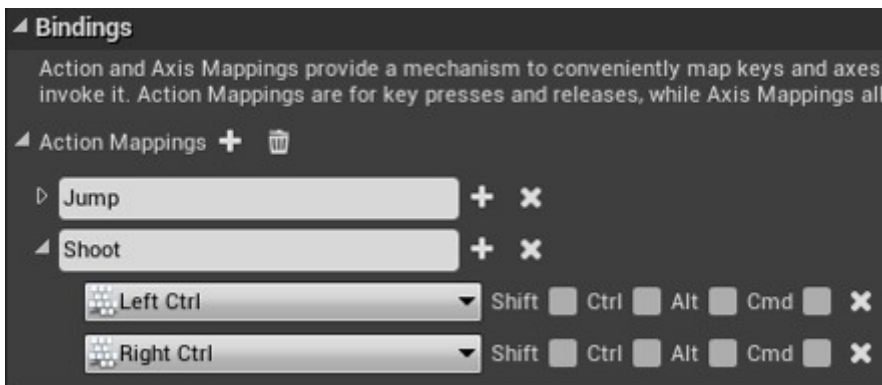 Bindings
Action and Axis Mappings provide a mechanism to conveniently map keys and axes
invoke it. Action Mappings are for key presses and releases, while Axis Mappings all
Action Mappings
Jump
Shoot
Left Ctrl Shift Ctrl Alt Cmd
Right Ctrl Shift Ctrl Alt Cmd